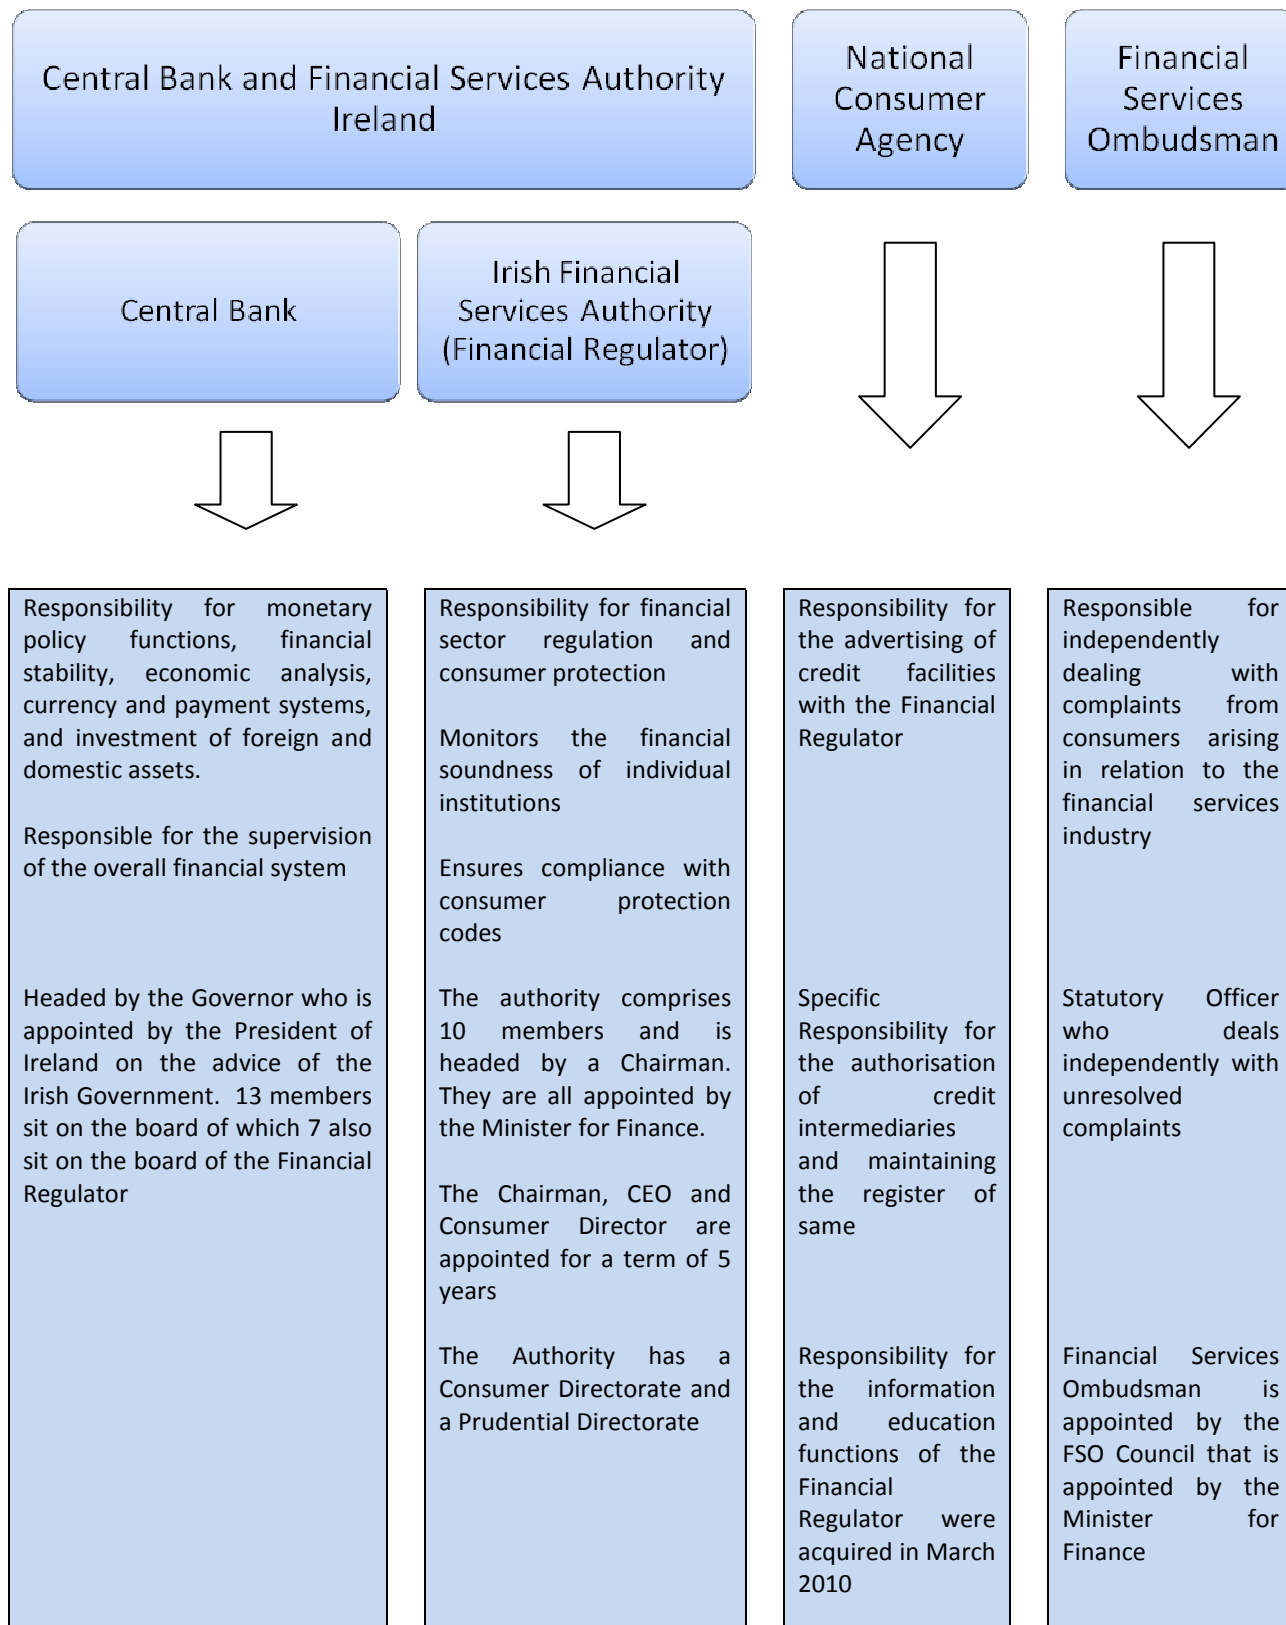 Central Bank and Financial Services Authority
Ireland
National
Consumer
Agency
Financial
Services
Ombudsman
Central Bank
Irish Financial
Services Authority
(Financial Regulator)
Responsibility for monetary
policy functions, financial
stability, economic analysis,
currency and payment systems,
and investment of foreign and
domestic assets.
Responsible for the supervision
of the overall financial system
Headed by the Governor who is
appointed by the President of
Ireland on the advice of the
Irish Government. 13 members
sit on the board of which 7 also
sit on the board of the Financial
Regulator
Responsibility for financial
sector regulation and
consumer protection
Monitors the financial
soundness of individual
institutions
Ensures compliance with
consumer protection
codes
The authority comprises
10 members and is
headed by a Chairman.
They are all appointed by
the Minister for Finance.
The Chairman, CEO and
Consumer Director are
appointed for a term of 5
years
The Authority has a
Consumer Directorate and
a Prudential Directorate
Responsibility for
the advertising of
credit facilities
with the Financial
Regulator
Specific
Responsibility for
the authorisation
of credit
intermediaries
and maintaining
the register of
same
Responsibility for
the information
and education
functions of the
Financial
Regulator were
acquired in March
2010
Responsible for
independently
dealing with
complaints from
consumers arising
in relation to the
financial services
industry
Statutory Officer
who deals
independently with
unresolved
complaints
Financial Services
Ombudsman is
appointed by the
FSO Council that is
appointed by the
Minister for
Finance